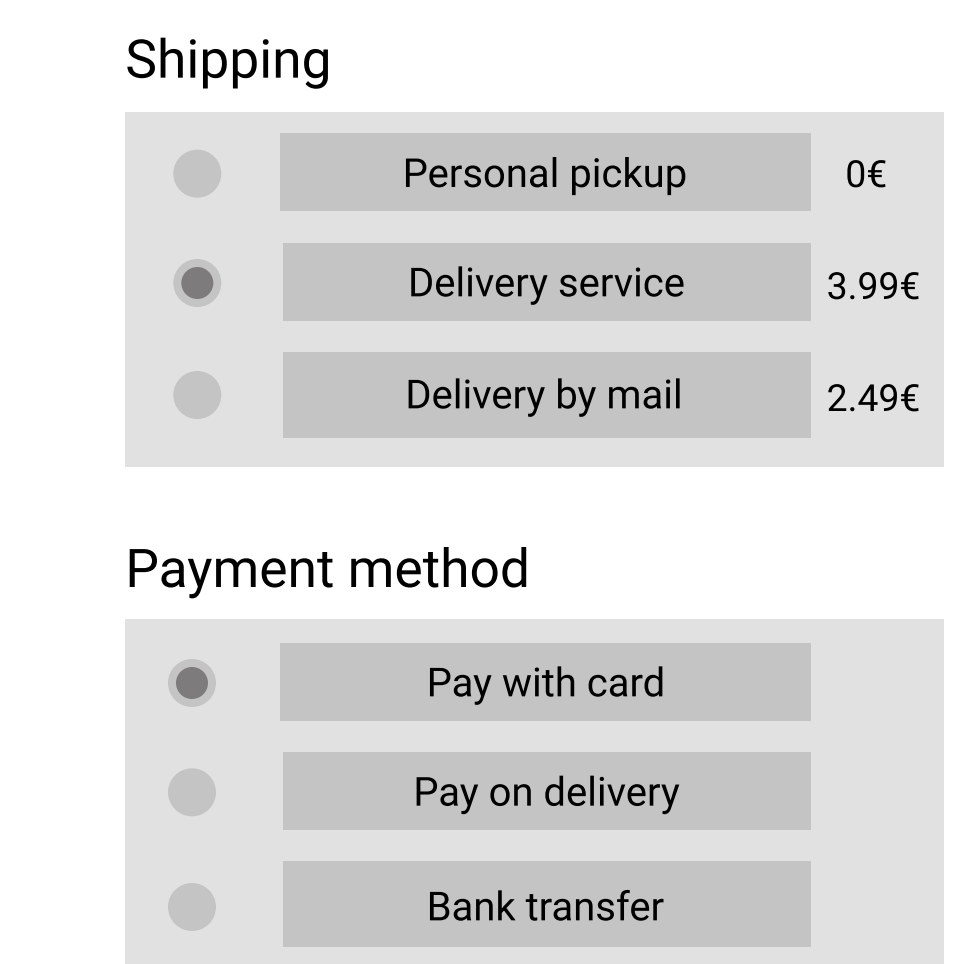 Shipping
Personal pickup 0€
Delivery service 3.99€
Delivery by mail 2.49€
Payment method
Pay with card
Pay on delivery
Bank transfer